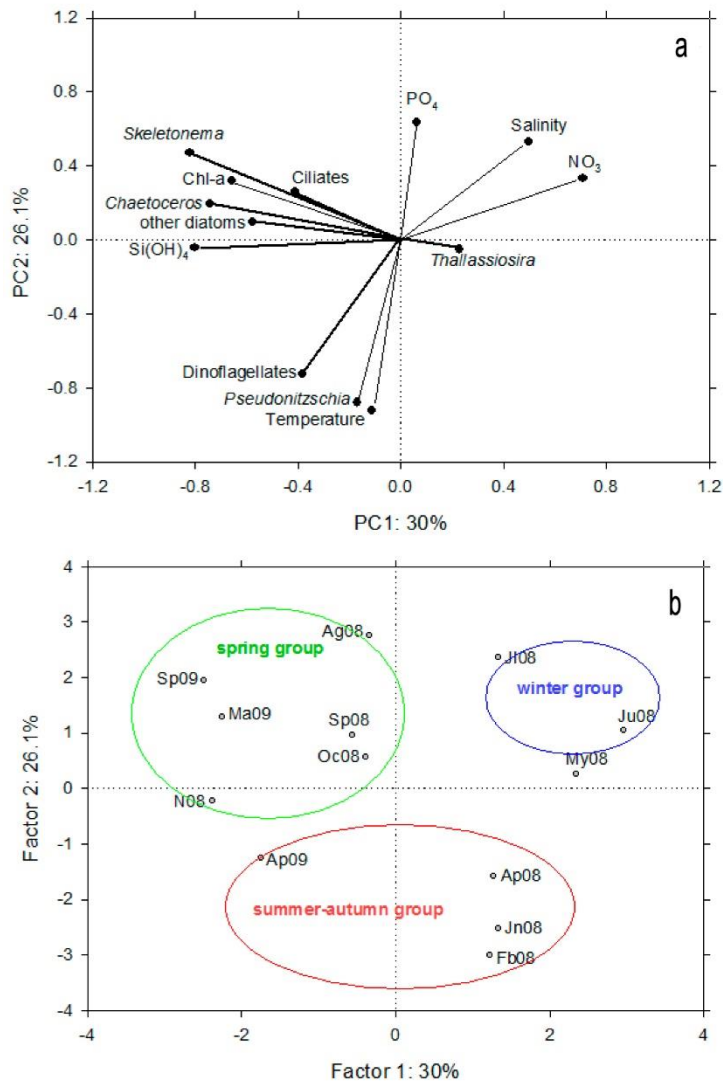 a
1.2
0.8
0.4
0.0
-0.4
-0.8
-1.2
PC2: 26.1%
PO4
Salinity
Skeletonema
NO3
Chl-a
Ciliates
Chaetoceros
other diatoms
Si(OH)4
Thallassiosira
Dinoflagellates
Pseudonitzschia
Temperature
-1.2 -0.8 -0.4 0.0 0.4 0.8 1.2
PC1: 30%
b
4
3
2
1
0
-1
-2
-3
-4
Factor 2: 26.1%
Ag08
spring group
Jl08
Sp09
winter group
Ma09
Sp08
Ju08
Oc08
My08
N08
Ap09
Ap08
summer-autumn group
Jn08
Fb08
-4 -2 0 2 4
Factor 1: 30%